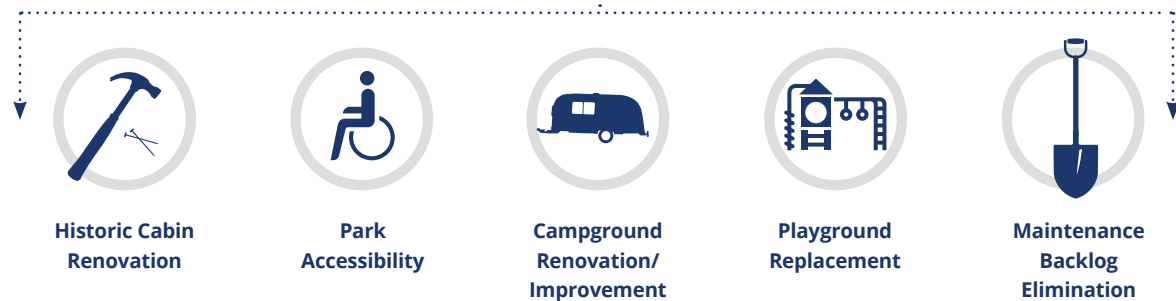 Historic Cabin
Renovation
Park
Accessibility
Campground
Renovation/
Improvement
Playground
Replacement
Maintenance
Backlog
Elimination